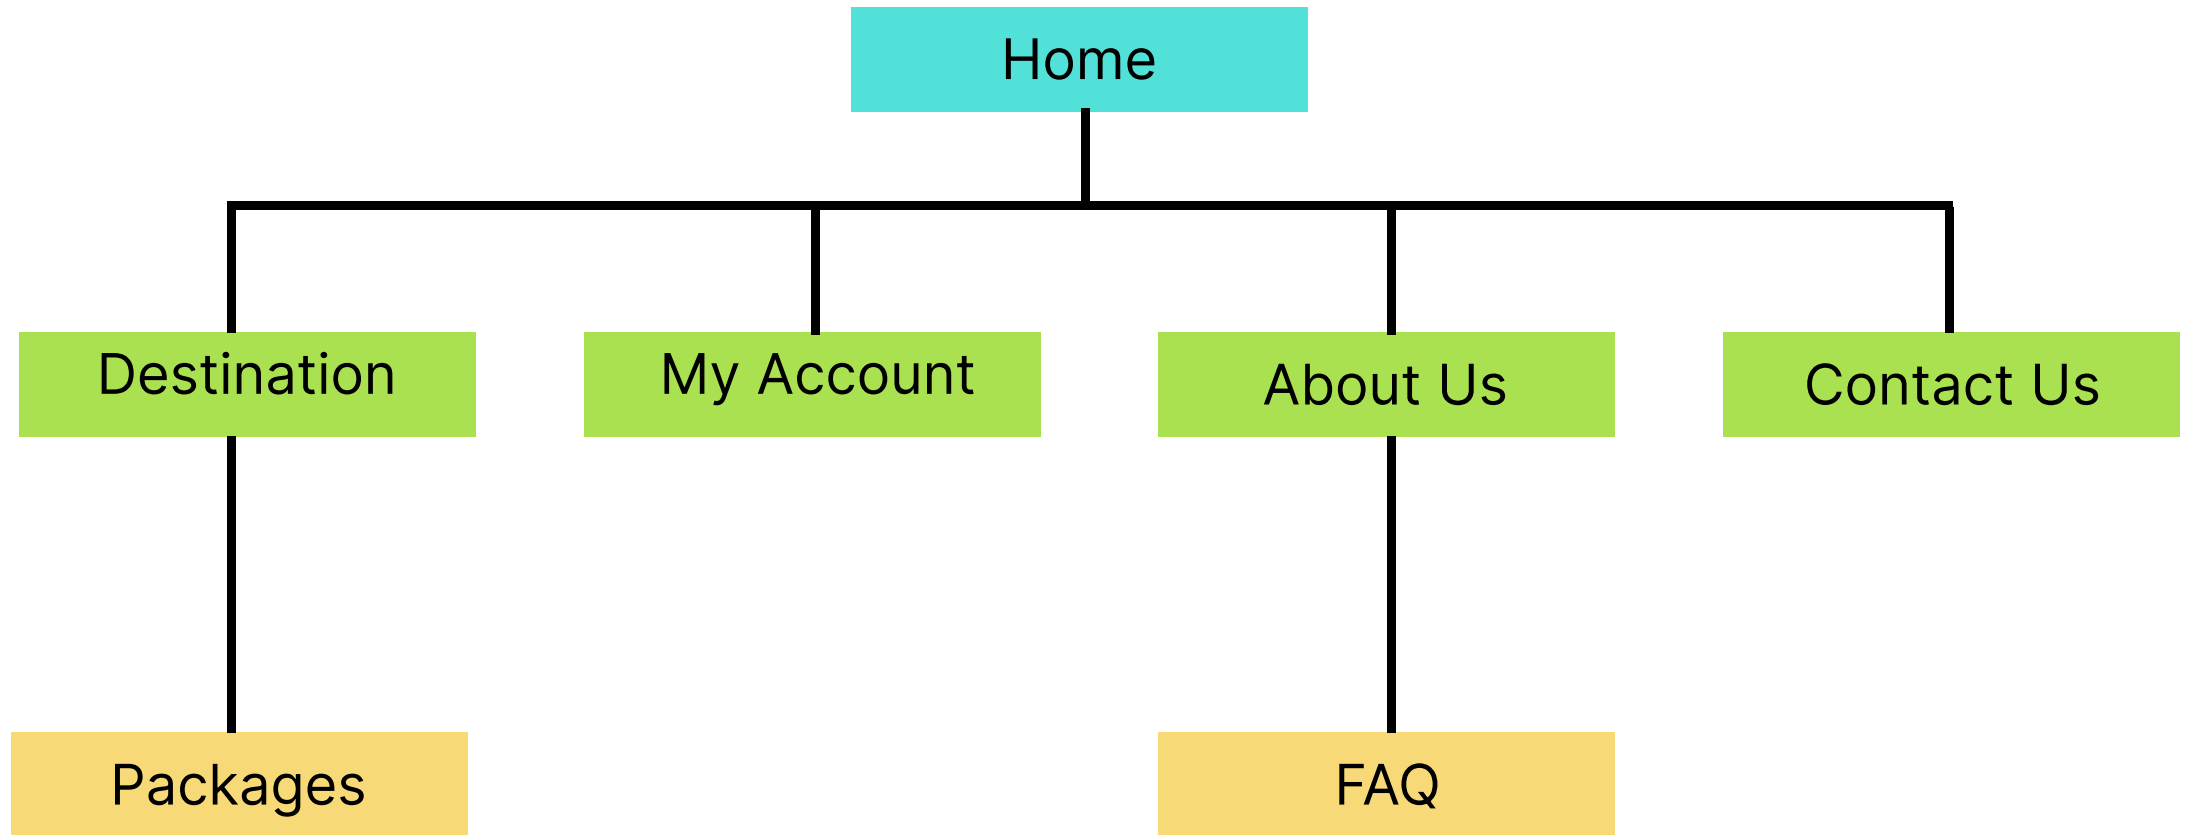 Home
Destination
My Account
About Us
Contact Us
Packages
FAQ